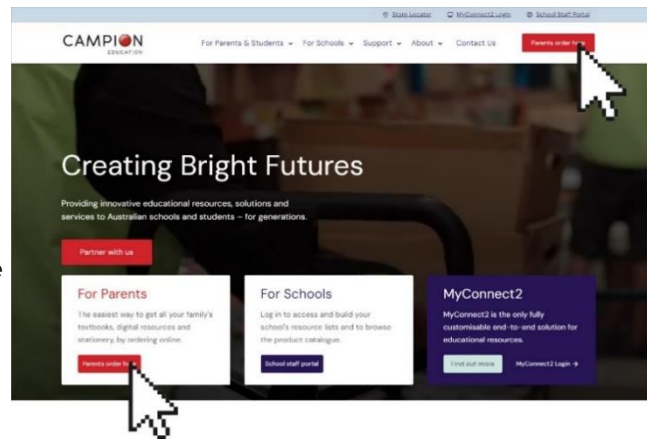 Store Locator MyConnect2 Login School Staff Portal
CAMPION
EDUCATION
For Parents & Students For Schools Support About Contact Us Parents order
Creating Bright Futures
Providing innovative educational resources, solutions and
services to Australian schools and students – for generations.
Partner with us
e
For Parents
The easiest way to get all your family's
textbooks, digital resources and
stationery, by ordering online.
Parents order
For Schools
Log in to access and build your
school's resource lists and to browse
the product catalogue.
School staff portal
MyConnect2
MyConnect2 is the only fully
customisable end-to-end solution for
educational resources.
Find out more MyConnect2 Login →